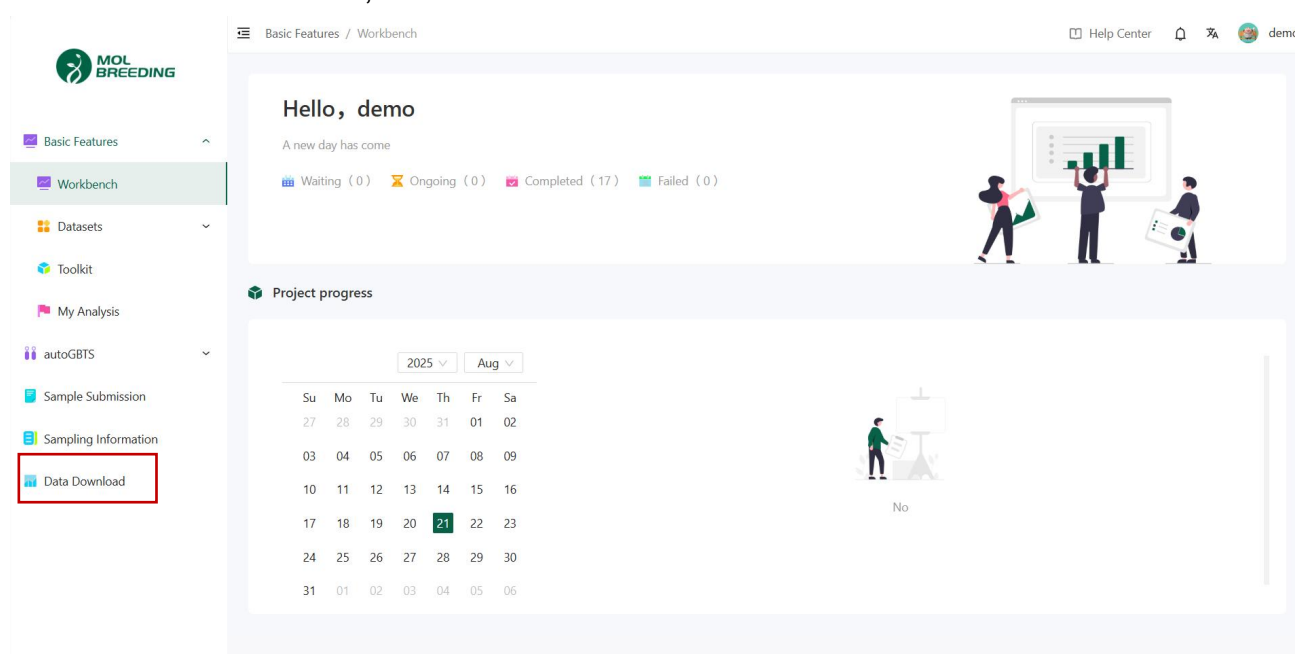 Basic Features / Workbench
Help Center
demo
MOL
BREEDING
Basic Features
Workbench
Datasets
Toolkit
My Analysis
autoGBTS
Sample Submission
Sampling Information
Data Download
Hello，demo
A new day has come
Waiting（0） Ongoing（0） Completed（17） Failed（0）
Project progress
2025 Aug
Su Mo Tu We Th Fr Sa
27 28 29 30 31 01 02
03 04 05 06 07 08 09
10 11 12 13 14 15 16
17 18 19 20 21 22 23
24 25 26 27 28 29 30
31 01 02 03 04 05 06
No